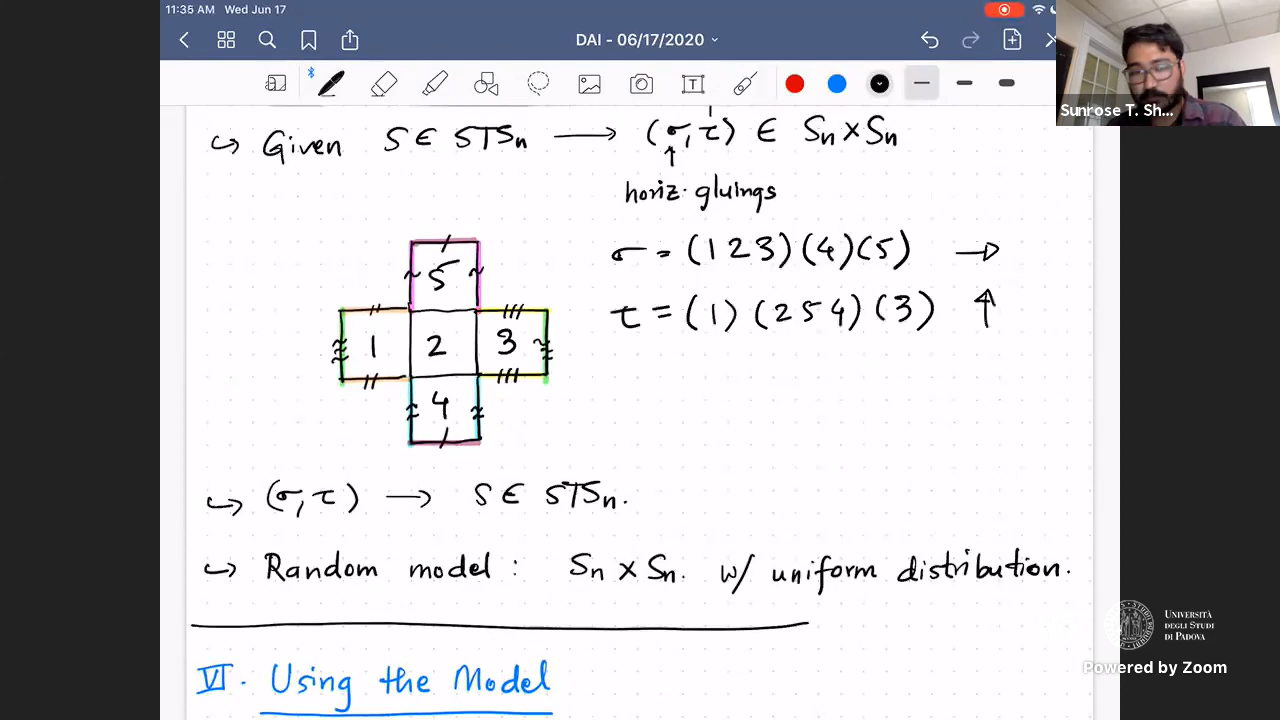 11:35 AM Wed Jun 17
DAI - 06/17/2020
T
Sunrose T. Sh...
↪ Given S ∈ STSₙ → (σ, τ) ∈ Sₙ × Sₙ
↑
horiz. gluings
σ = (1 2 3)(4)(5) →
τ = (1)(2 5 4)(3) ↑
5
1 2 3
4
↪ (σ, τ) → S ∈ STSₙ.
↪ Random model: Sₙ × Sₙ. w/ uniform distribution.
VI. Using the Model
UNIVERSITÀ
DEGLI STUDI
DI PADOVA
Powered by Zoom